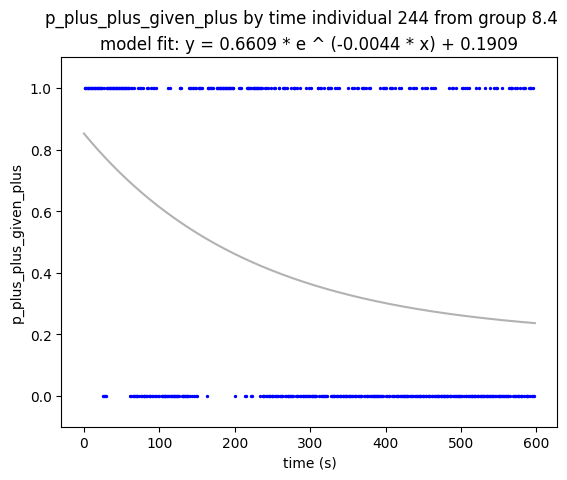 p_plus_plus_given_plus by time individual 244 from group 8.4
model fit: y = 0.6609 * e ^ (-0.0044 * x) + 0.1909
p_plus_plus_given_plus
1.0
0.8
0.6
0.4
0.2
0.0
0 100 200 300 400 500 600
time (s)